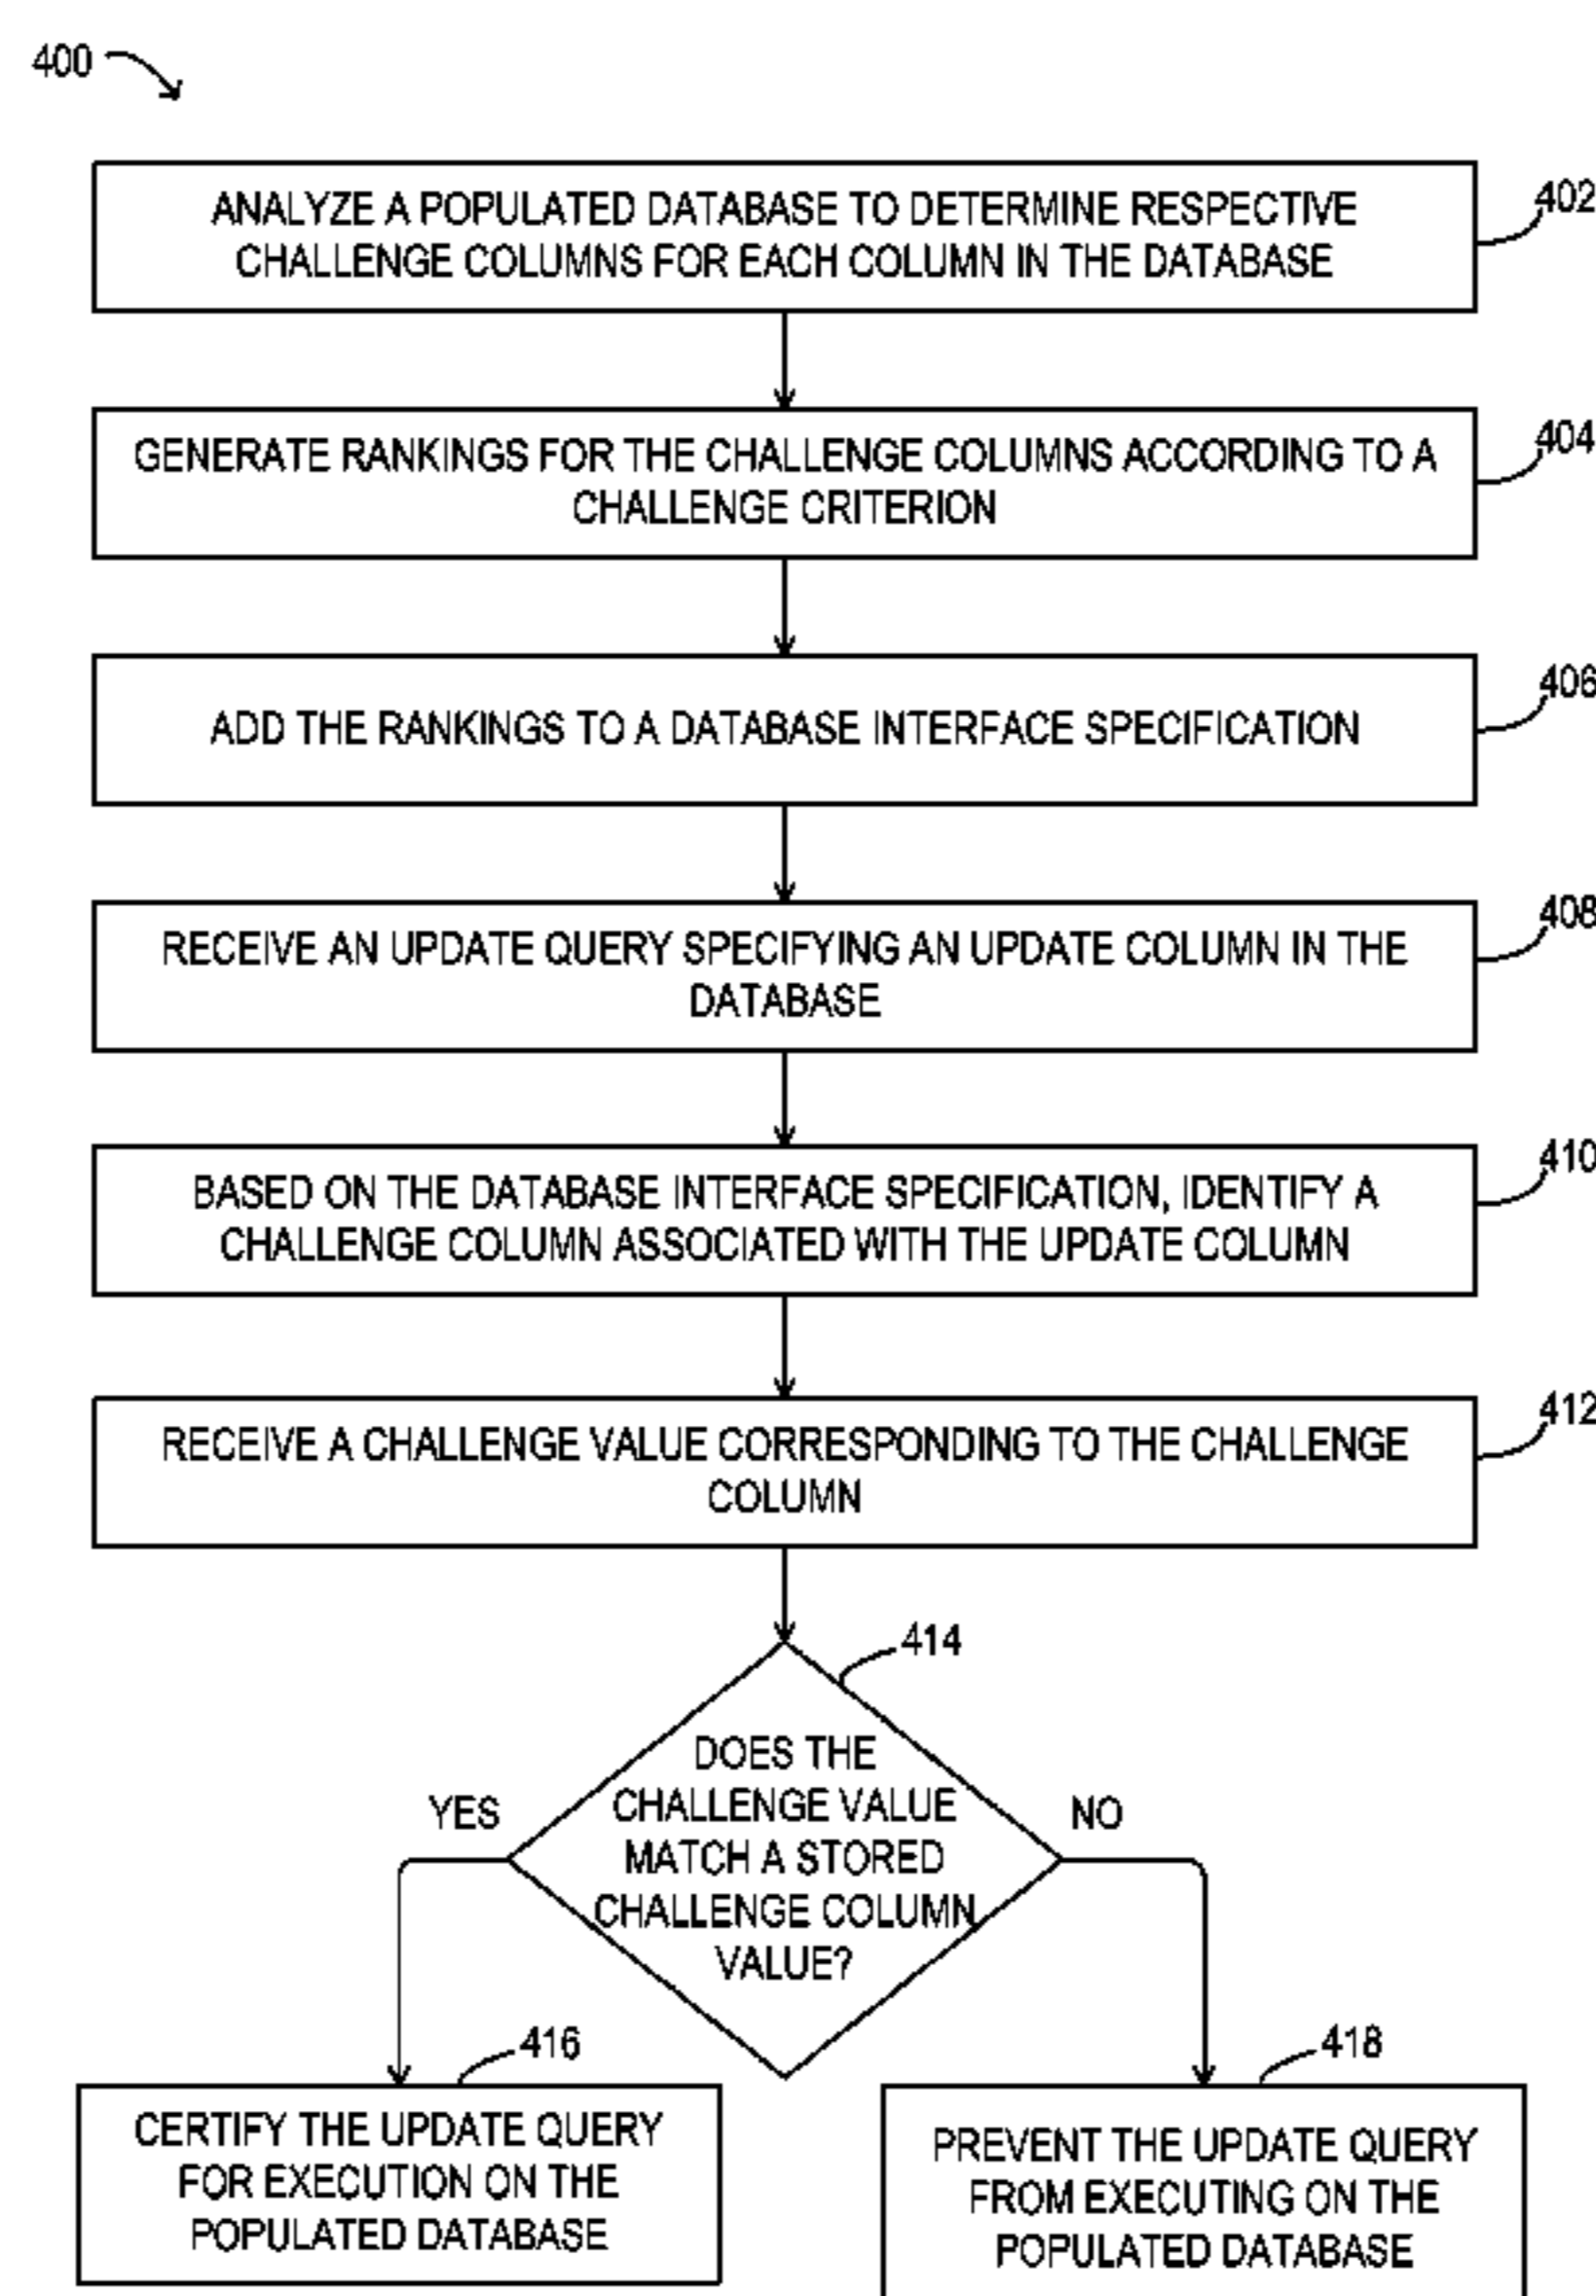 400
ANALYZE A POPULATED DATABASE TO DETERMINE RESPECTIVE
CHALLENGE COLUMNS FOR EACH COLUMN IN THE DATABASE
402
GENERATE RANKINGS FOR THE CHALLENGE COLUMNS ACCORDING TO A
CHALLENGE CRITERION
404
ADD THE RANKINGS TO A DATABASE INTERFACE SPECIFICATION
406
RECEIVE AN UPDATE QUERY SPECIFYING AN UPDATE COLUMN IN THE
DATABASE
408
BASED ON THE DATABASE INTERFACE SPECIFICATION, IDENTIFY A
CHALLENGE COLUMN ASSOCIATED WITH THE UPDATE COLUMN
410
RECEIVE A CHALLENGE VALUE CORRESPONDING TO THE CHALLENGE
COLUMN
412
414
DOES THE
CHALLENGE VALUE
MATCH A STORED
CHALLENGE COLUMN
VALUE?
YES
NO
416
CERTIFY THE UPDATE QUERY
FOR EXECUTION ON THE
POPULATED DATABASE
418
PREVENT THE UPDATE QUERY
FROM EXECUTING ON THE
POPULATED DATABASE